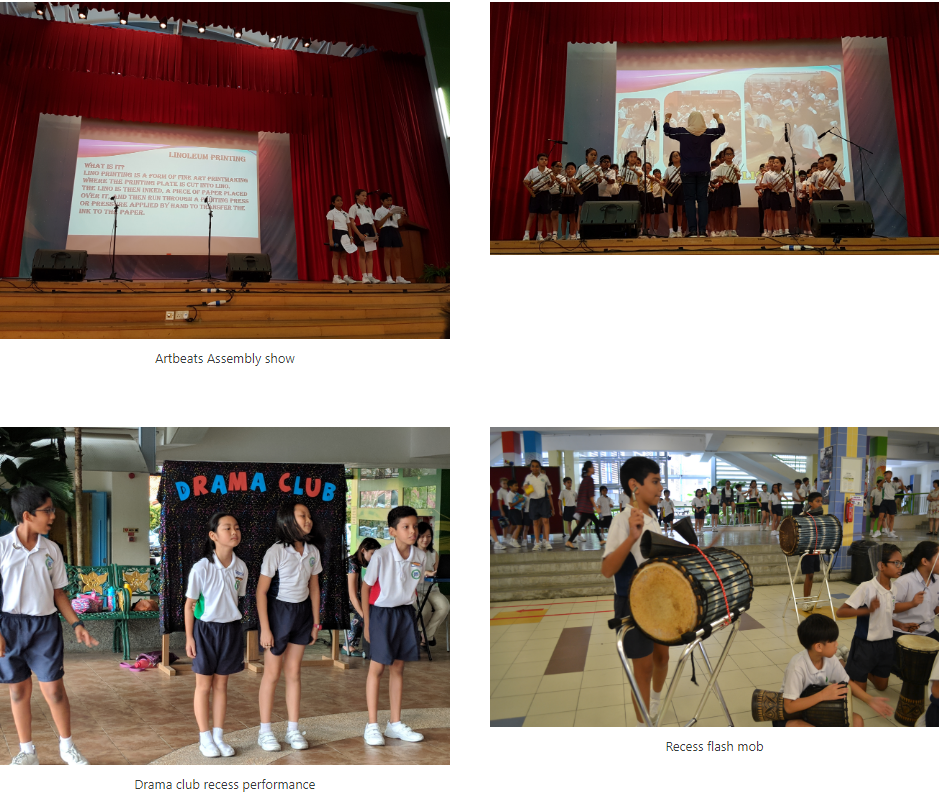 LINOLEUM PRINTING
WHAT IS IT?
LINO PRINTING IS A FORM OF FINE ART PRINTMAKING
WHERE THE PRINTING PLATE IS CUT INTO LINO.
THE LINO IS THEN INKED, A PIECE OF PAPER PLACED
OVER IT, AND THEN RUN THROUGH A PRINTING PRESS
OR PRESSURE APPLIED BY HAND TO TRANSFER THE
INK TO THE PAPER.
Artbeats Assembly show
DRAMA CLUB
Drama club recess performance
Recess flash mob